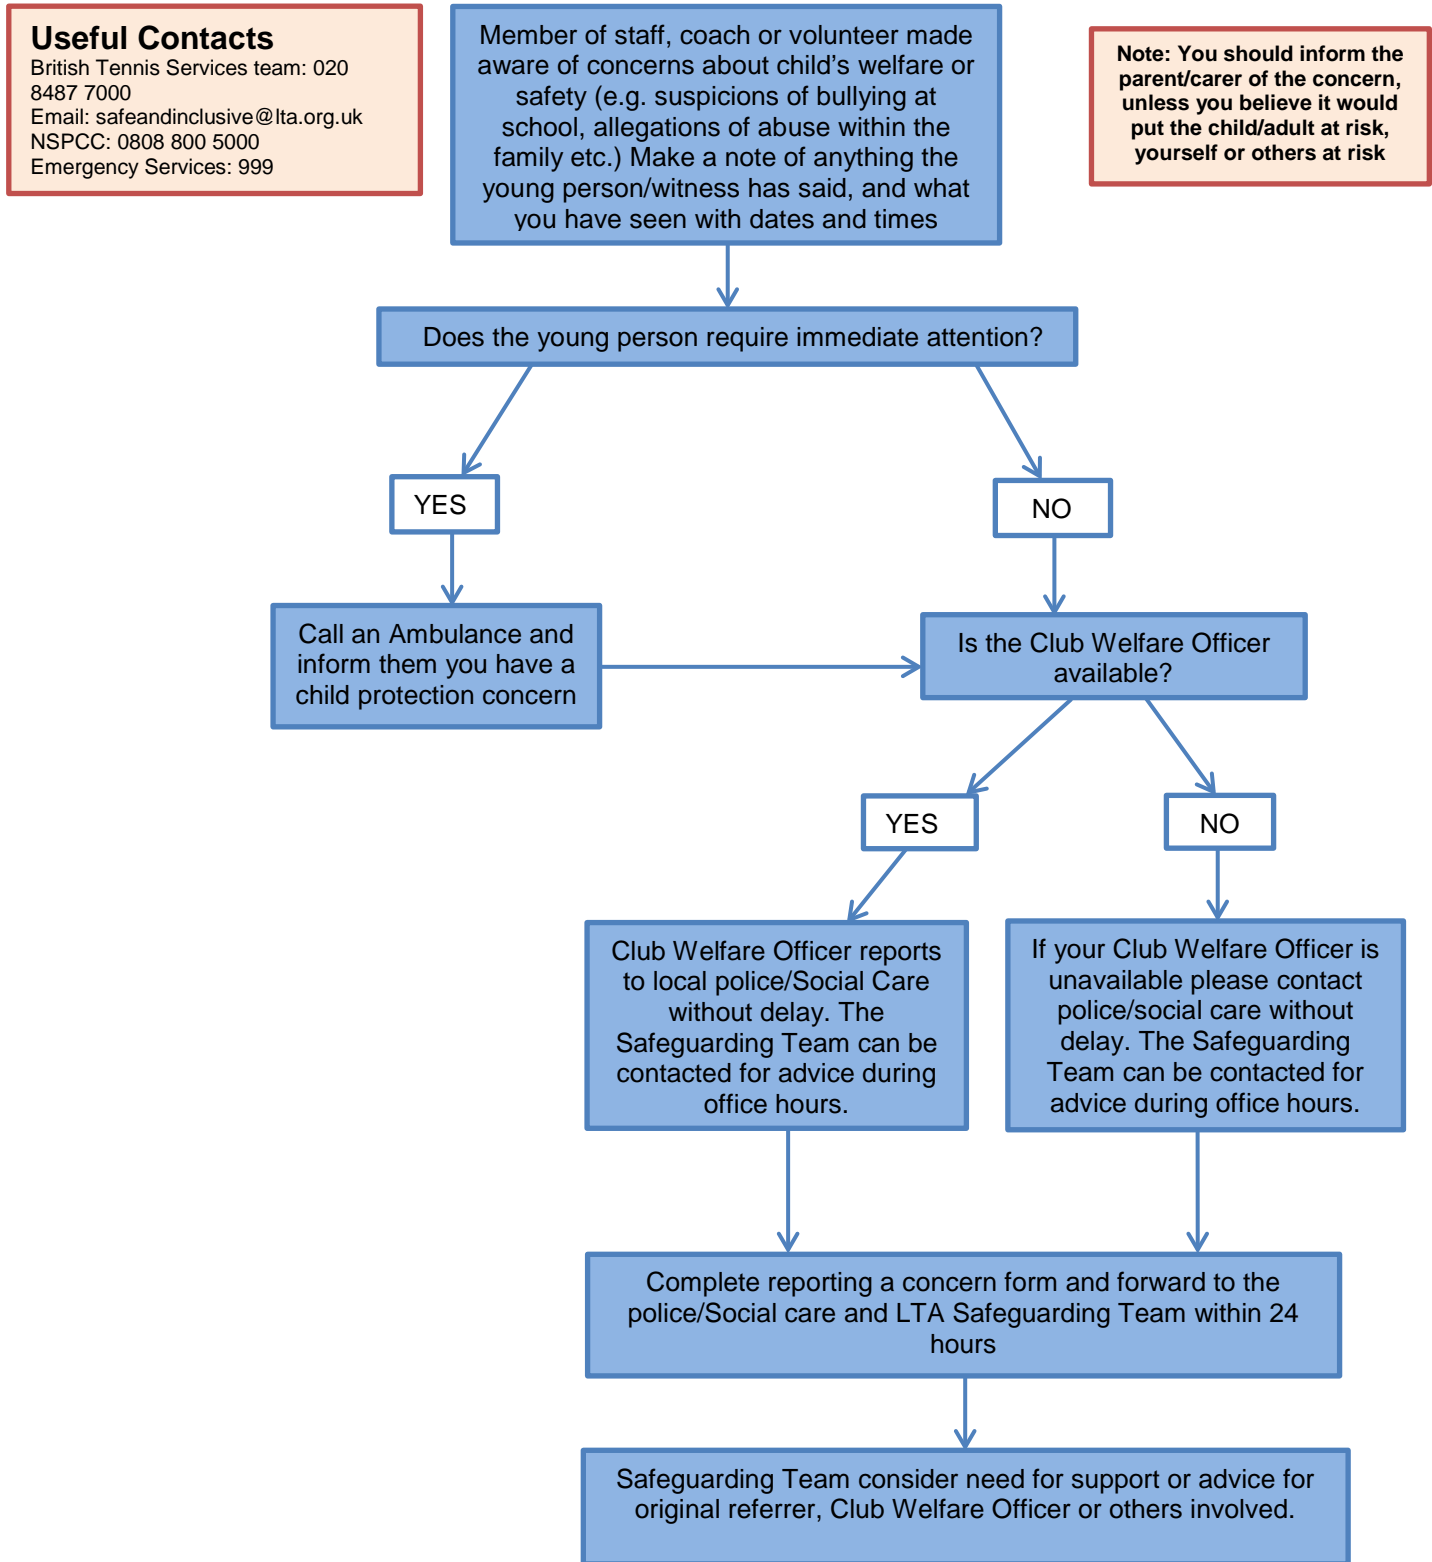 Useful Contacts
British Tennis Services team: 020
8487 7000
Email: safeandinclusive@lta.org.uk
NSPCC: 0808 800 5000
Emergency Services: 999
Member of staff, coach or volunteer made
aware of concerns about child's welfare or
safety (e.g. suspicions of bullying at
school, allegations of abuse within the
family etc.) Make a note of anything the
young person/witness has said, and what
you have seen with dates and times
Note: You should inform the
parent/carer of the concern,
unless you believe it would
put the child/adult at risk,
yourself or others at risk
Does the young person require immediate attention?
YES
NO
Call an Ambulance and
inform them you have a
child protection concern
Is the Club Welfare Officer
available?
YES
NO
Club Welfare Officer reports
to local police/Social Care
without delay. The
Safeguarding Team can be
contacted for advice during
office hours.
If your Club Welfare Officer is
unavailable please contact
police/social care without
delay. The Safeguarding
Team can be contacted for
advice during office hours.
Complete reporting a concern form and forward to the
police/Social care and LTA Safeguarding Team within 24
hours
Safeguarding Team consider need for support or advice for
original referrer, Club Welfare Officer or others involved.